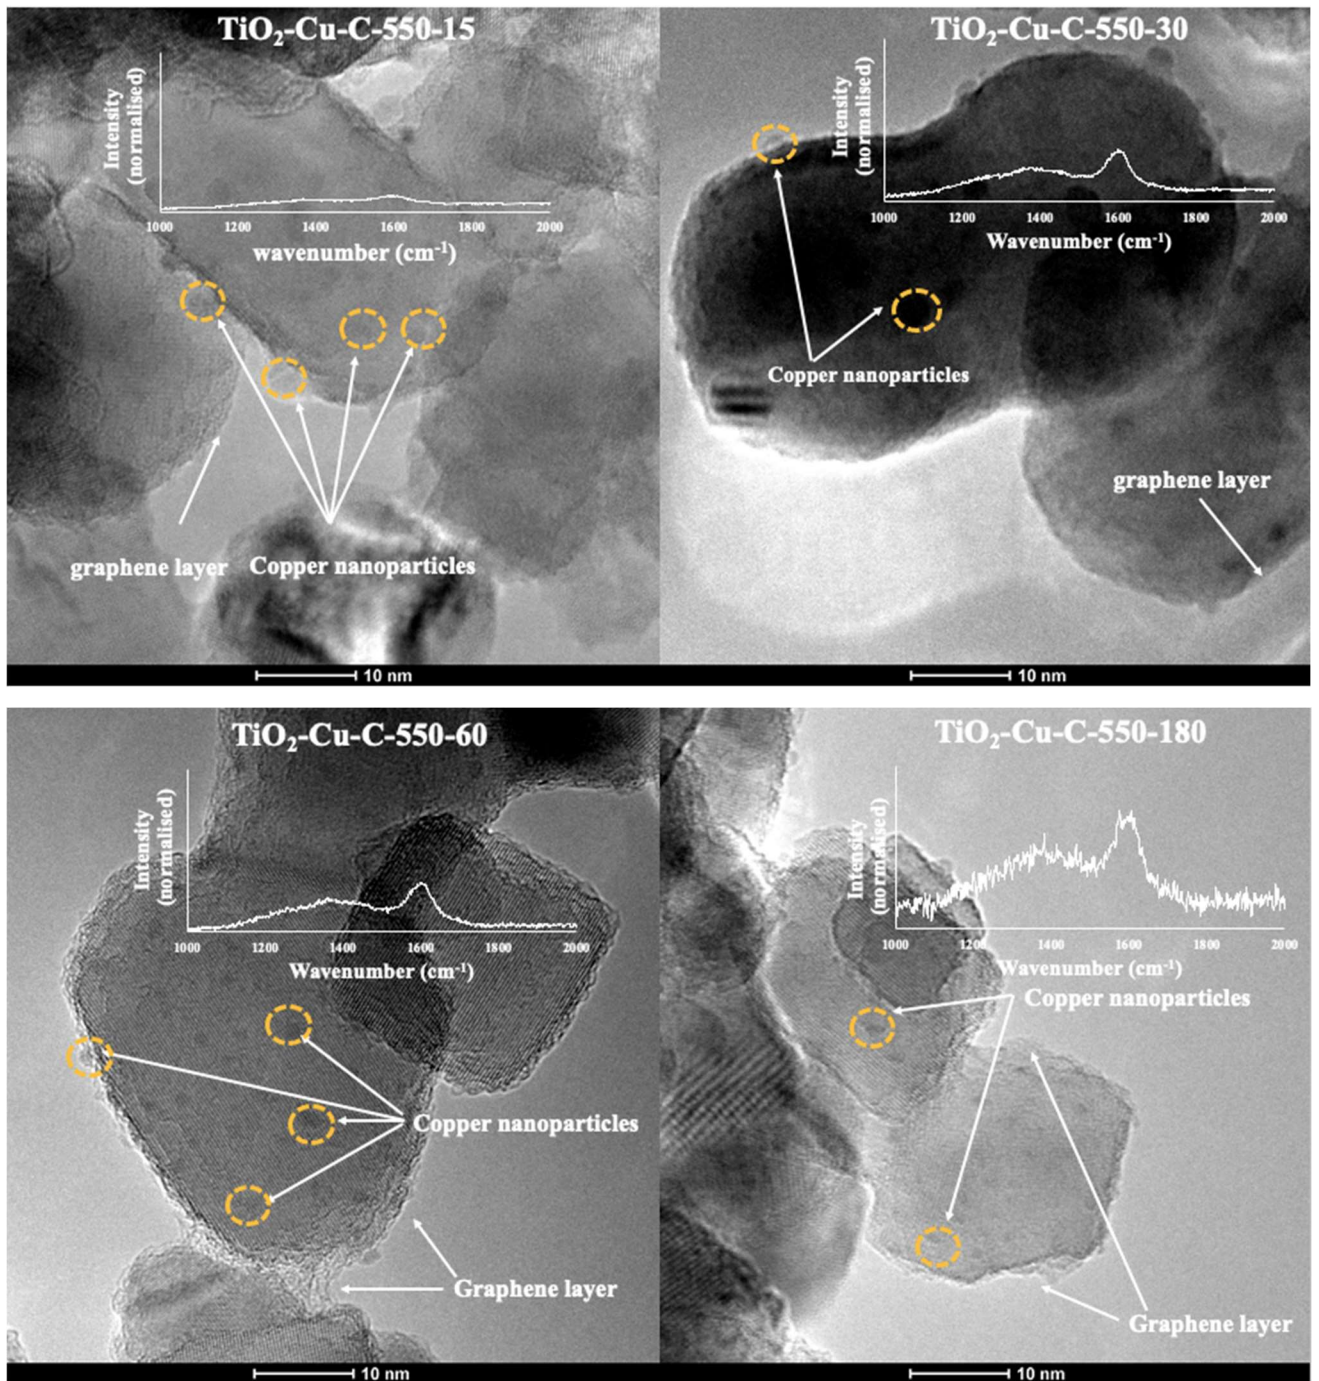 TiO₂-Cu-C-550-15
Intensity
(normalised)
1000 1200 1400 1600 1800 2000
wavenumber (cm⁻¹)
graphene layer
Copper nanoparticles
10 nm
TiO₂-Cu-C-550-30
Intensity
(normalised)
1000 1200 1400 1600 1800 2000
Wavenumber (cm⁻¹)
Copper nanoparticles
graphene layer
10 nm
TiO₂-Cu-C-550-60
Intensity
(normalised)
1000 1200 1400 1600 1800 2000
Wavenumber (cm⁻¹)
Copper nanoparticles
Graphene layer
10 nm
TiO₂-Cu-C-550-180
Intensity
(normalised)
1000 1200 1400 1600 1800 2000
Wavenumber (cm⁻¹)
Copper nanoparticles
Graphene layer
10 nm